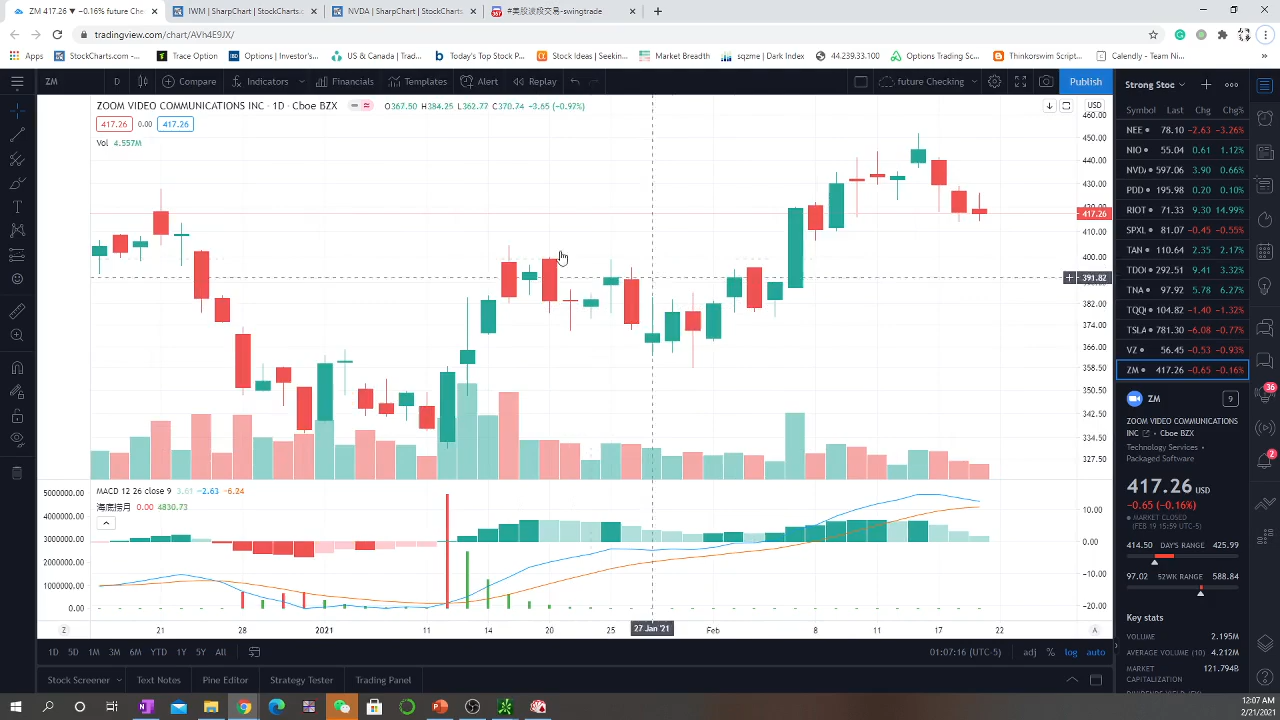 ZM 417.26 ▼ −0.16% future Chec
IWM | SharpChart | StockCharts.
NVDA | SharpChart | StockCharts
#美股波段交易-swingtrade
tradingview.com/chart/AVh4E9JX/
Apps
StockCharts.com -...
Trace Option
Options | Investor's...
US & Canada | Trad...
Today's Top Stock P...
Stock Ideas | Seekin...
Market Breadth
sqzme | Dark Index
44.239.33.100
Options Trading Sc...
Thinkorswim Script
Calendly - Team Ni...
ZM
D
Compare
Indicators
Financials
Templates
Alert
Replay
future Checking
Publish
Strong Stoc
ZOOM VIDEO COMMUNICATIONS INC · 1D · Cboe BZX
O367.50 H384.25 L362.77 C370.74 −3.65 (−0.97%)
417.26 0.00 417.26
Vol 4.557M
USD
460.00
450.00
440.00
430.00
420.00
417.26
410.00
400.00
391.82
382.00
374.00
366.00
358.50
350.50
342.50
334.50
327.50
MACD 12 26 close 9 3.61 −2.63 −6.24
海底捞月 0.00 4830.73
5000000.00
4000000.00
3000000.00
2000000.00
1000000.00
0.00
10.00
0.00
−10.00
−20.00
Z
21
28
2021
11
14
20
25
27 Jan '21
Feb
8
11
17
22
A
1D 5D 1M 3M 6M YTD 1Y 5Y All
01:07:16 (UTC-5)
adj % log auto
Stock Screener
Text Notes
Pine Editor
Strategy Tester
Trading Panel
Symbol Last Chg Chg%
NEE 78.10 −2.63 −3.26%
NIO 55.04 0.61 1.12%
NVDA 597.06 3.90 0.66%
PDD 195.98 0.20 0.10%
RIOT 71.33 9.30 14.99%
SPXL 81.07 −0.45 −0.55%
TAN 110.64 2.35 2.17%
TDO 292.51 9.41 3.32%
TNA 97.92 5.78 6.27%
TQQ 104.82 −1.40 −1.32%
TSLA 781.30 −6.08 −0.77%
VZ 56.45 −0.53 −0.93%
ZM 417.26 −0.65 −0.16%
ZM
9
ZOOM VIDEO COMMUNICATIONS
INC • Cboe BZX
Technology Services •
Packaged Software
417.26 USD
−0.65 (−0.16%)
MARKET CLOSED
(FEB 19 15:59 UTC-5)
414.50 DAY'S RANGE 425.99
97.02 52WK RANGE 588.84
Key stats
VOLUME 2.195M
AVERAGE VOLUME (10) 4.212M
MARKET
CAPITALIZATION 121.794B
36
2
12:07 AM
2/21/2021